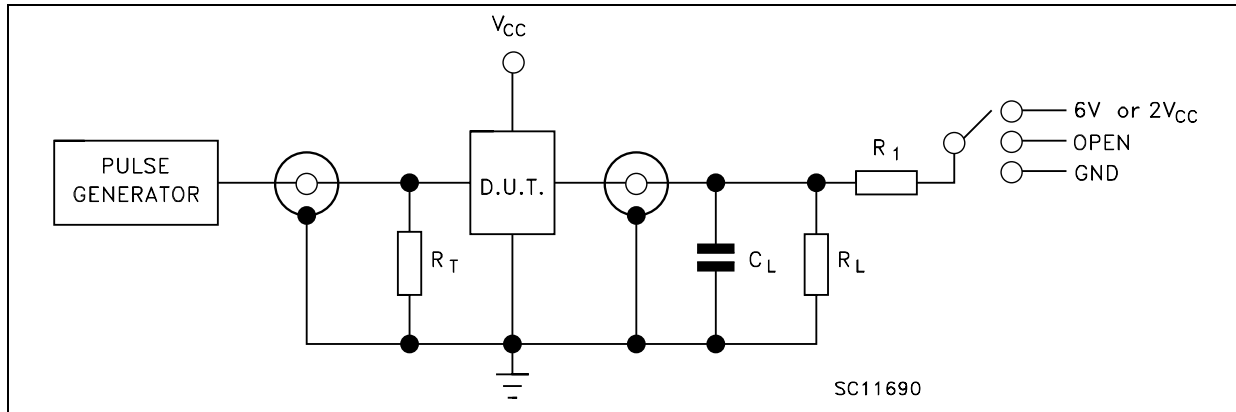 VCC
PULSE
GENERATOR
D.U.T.
RT
CL
RL
R1
6V or 2VCC
OPEN
GND
SC11690